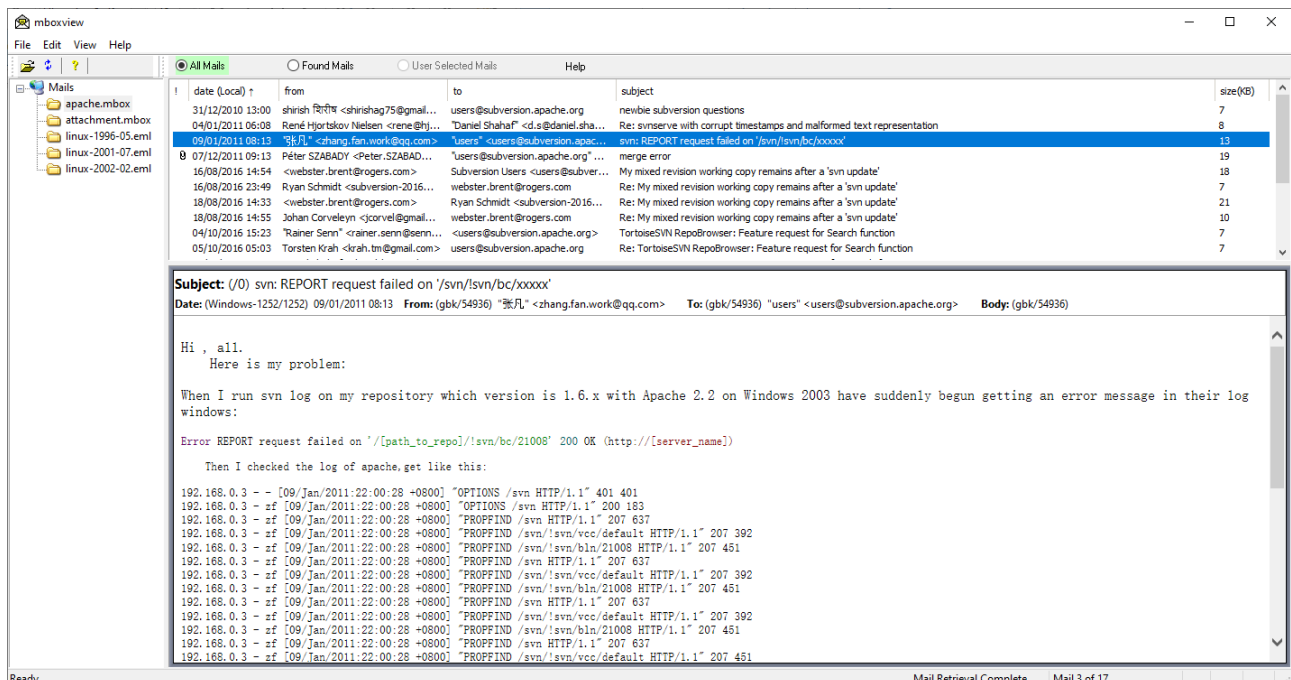 mboxview
File Edit View Help
All Mails Found Mails User Selected Mails Help
Mails
apache.mbox
attachment.mbox
linux-1996-05.eml
linux-2001-07.eml
linux-2002-02.eml
! date (Local) ↑ from to subject size(KB)
31/12/2010 13:00 shirish शिरीष <shirishag75@gmail... users@subversion.apache.org newbie subversion questions 7
04/01/2011 06:08 René Hjortskov Nielsen <rene@hj... "Daniel Shahaf" <d.s@daniel.sha... Re: svnserve with corrupt timestamps and malformed text representation 8
09/01/2011 08:13 "张凡" <zhang.fan.work@qq.com> "users" <users@subversion.apac... svn: REPORT request failed on '/svn/!svn/bc/xxxxx' 13
07/12/2011 09:13 Péter SZABADY <Peter.SZABAD... "users@subversion.apache.org" ... merge error 19
16/08/2016 14:54 <webster.brent@rogers.com> Subversion Users <users@subver... My mixed revision working copy remains after a 'svn update' 18
16/08/2016 23:49 Ryan Schmidt <subversion-2016... webster.brent@rogers.com Re: My mixed revision working copy remains after a 'svn update' 7
18/08/2016 14:33 <webster.brent@rogers.com> Ryan Schmidt <subversion-2016... Re: My mixed revision working copy remains after a 'svn update' 21
18/08/2016 14:55 Johan Corveleyn <jcorvel@gmail... webster.brent@rogers.com Re: My mixed revision working copy remains after a 'svn update' 10
04/10/2016 15:23 "Rainer Senn" <rainer.senn@senn... <users@subversion.apache.org> TortoiseSVN RepoBrowser: Feature request for Search function 7
05/10/2016 05:03 Torsten Krah <krah.tm@gmail.com> users@subversion.apache.org Re: TortoiseSVN RepoBrowser: Feature request for Search function 7
Subject: (/0) svn: REPORT request failed on '/svn/!svn/bc/xxxxx'
Date: (Windows-1252/1252) 09/01/2011 08:13 From: (gbk/54936) "张凡" <zhang.fan.work@qq.com> To: (gbk/54936) "users" <users@subversion.apache.org> Body: (gbk/54936)
Hi , all.
Here is my problem:
When I run svn log on my repository which version is 1.6.x with Apache 2.2 on Windows 2003 have suddenly begun getting an error message in their log
windows:
Error REPORT request failed on '/[path_to_repo]/!svn/bc/21008' 200 OK (http://[server_name])
Then I checked the log of apache,get like this:
192.168.0.3 - - [09/Jan/2011:22:00:28 +0800] "OPTIONS /svn HTTP/1.1" 401 401
192.168.0.3 - zf [09/Jan/2011:22:00:28 +0800] "OPTIONS /svn HTTP/1.1" 200 183
192.168.0.3 - zf [09/Jan/2011:22:00:28 +0800] "PROPFIND /svn HTTP/1.1" 207 637
192.168.0.3 - zf [09/Jan/2011:22:00:28 +0800] "PROPFIND /svn/!svn/vcc/default HTTP/1.1" 207 392
192.168.0.3 - zf [09/Jan/2011:22:00:28 +0800] "PROPFIND /svn/!svn/bln/21008 HTTP/1.1" 207 451
192.168.0.3 - zf [09/Jan/2011:22:00:28 +0800] "PROPFIND /svn HTTP/1.1" 207 637
192.168.0.3 - zf [09/Jan/2011:22:00:28 +0800] "PROPFIND /svn/!svn/vcc/default HTTP/1.1" 207 392
192.168.0.3 - zf [09/Jan/2011:22:00:28 +0800] "PROPFIND /svn/!svn/bln/21008 HTTP/1.1" 207 451
192.168.0.3 - zf [09/Jan/2011:22:00:28 +0800] "PROPFIND /svn HTTP/1.1" 207 637
192.168.0.3 - zf [09/Jan/2011:22:00:28 +0800] "PROPFIND /svn/!svn/vcc/default HTTP/1.1" 207 392
192.168.0.3 - zf [09/Jan/2011:22:00:28 +0800] "PROPFIND /svn/!svn/bln/21008 HTTP/1.1" 207 451
192.168.0.3 - zf [09/Jan/2011:22:00:28 +0800] "PROPFIND /svn HTTP/1.1" 207 637
192.168.0.3 - zf [09/Jan/2011:22:00:28 +0800] "PROPFIND /svn/!svn/vcc/default HTTP/1.1" 207 451
Ready Mail Retrieval Complete Mail 3 of 17